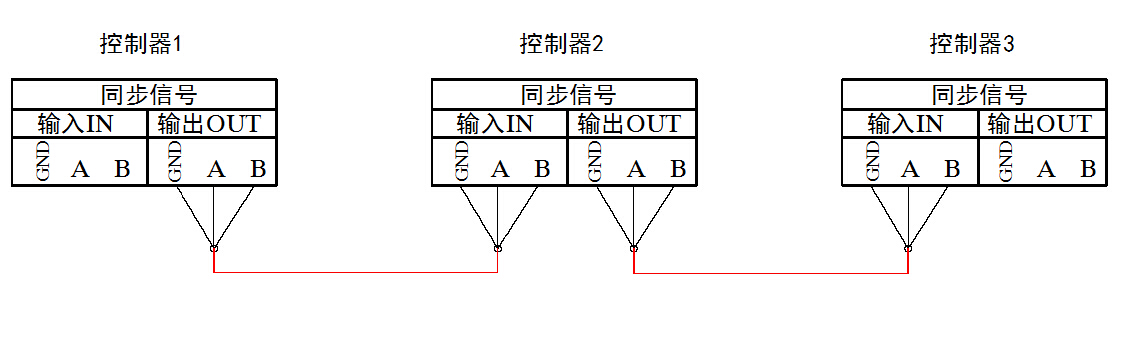 控制器1 控制器2 控制器3
同步信号 同步信号 同步信号
输入IN 输出OUT 输入IN 输出OUT 输入IN 输出OUT
GND A B GND A B GND A B GND A B GND A B GND A B